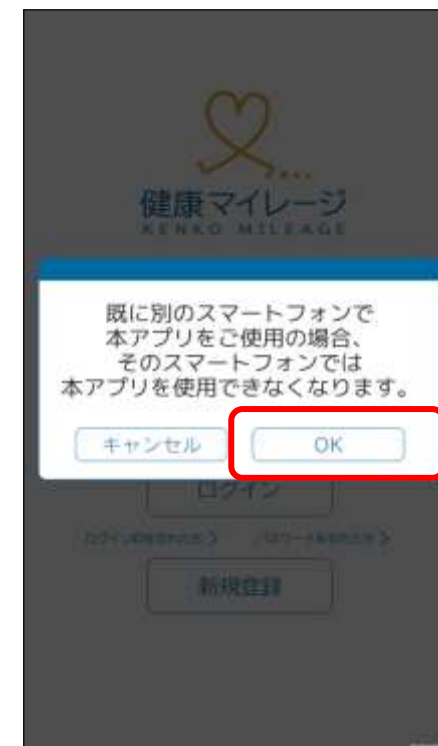 健康マイレージ
KENKO MILEAGE
既に別のスマートフォンで
本アプリをご使用の場合、
そのスマートフォンでは
本アプリを使用できなくなります。
キャンセル
OK
ログイン
新規登録